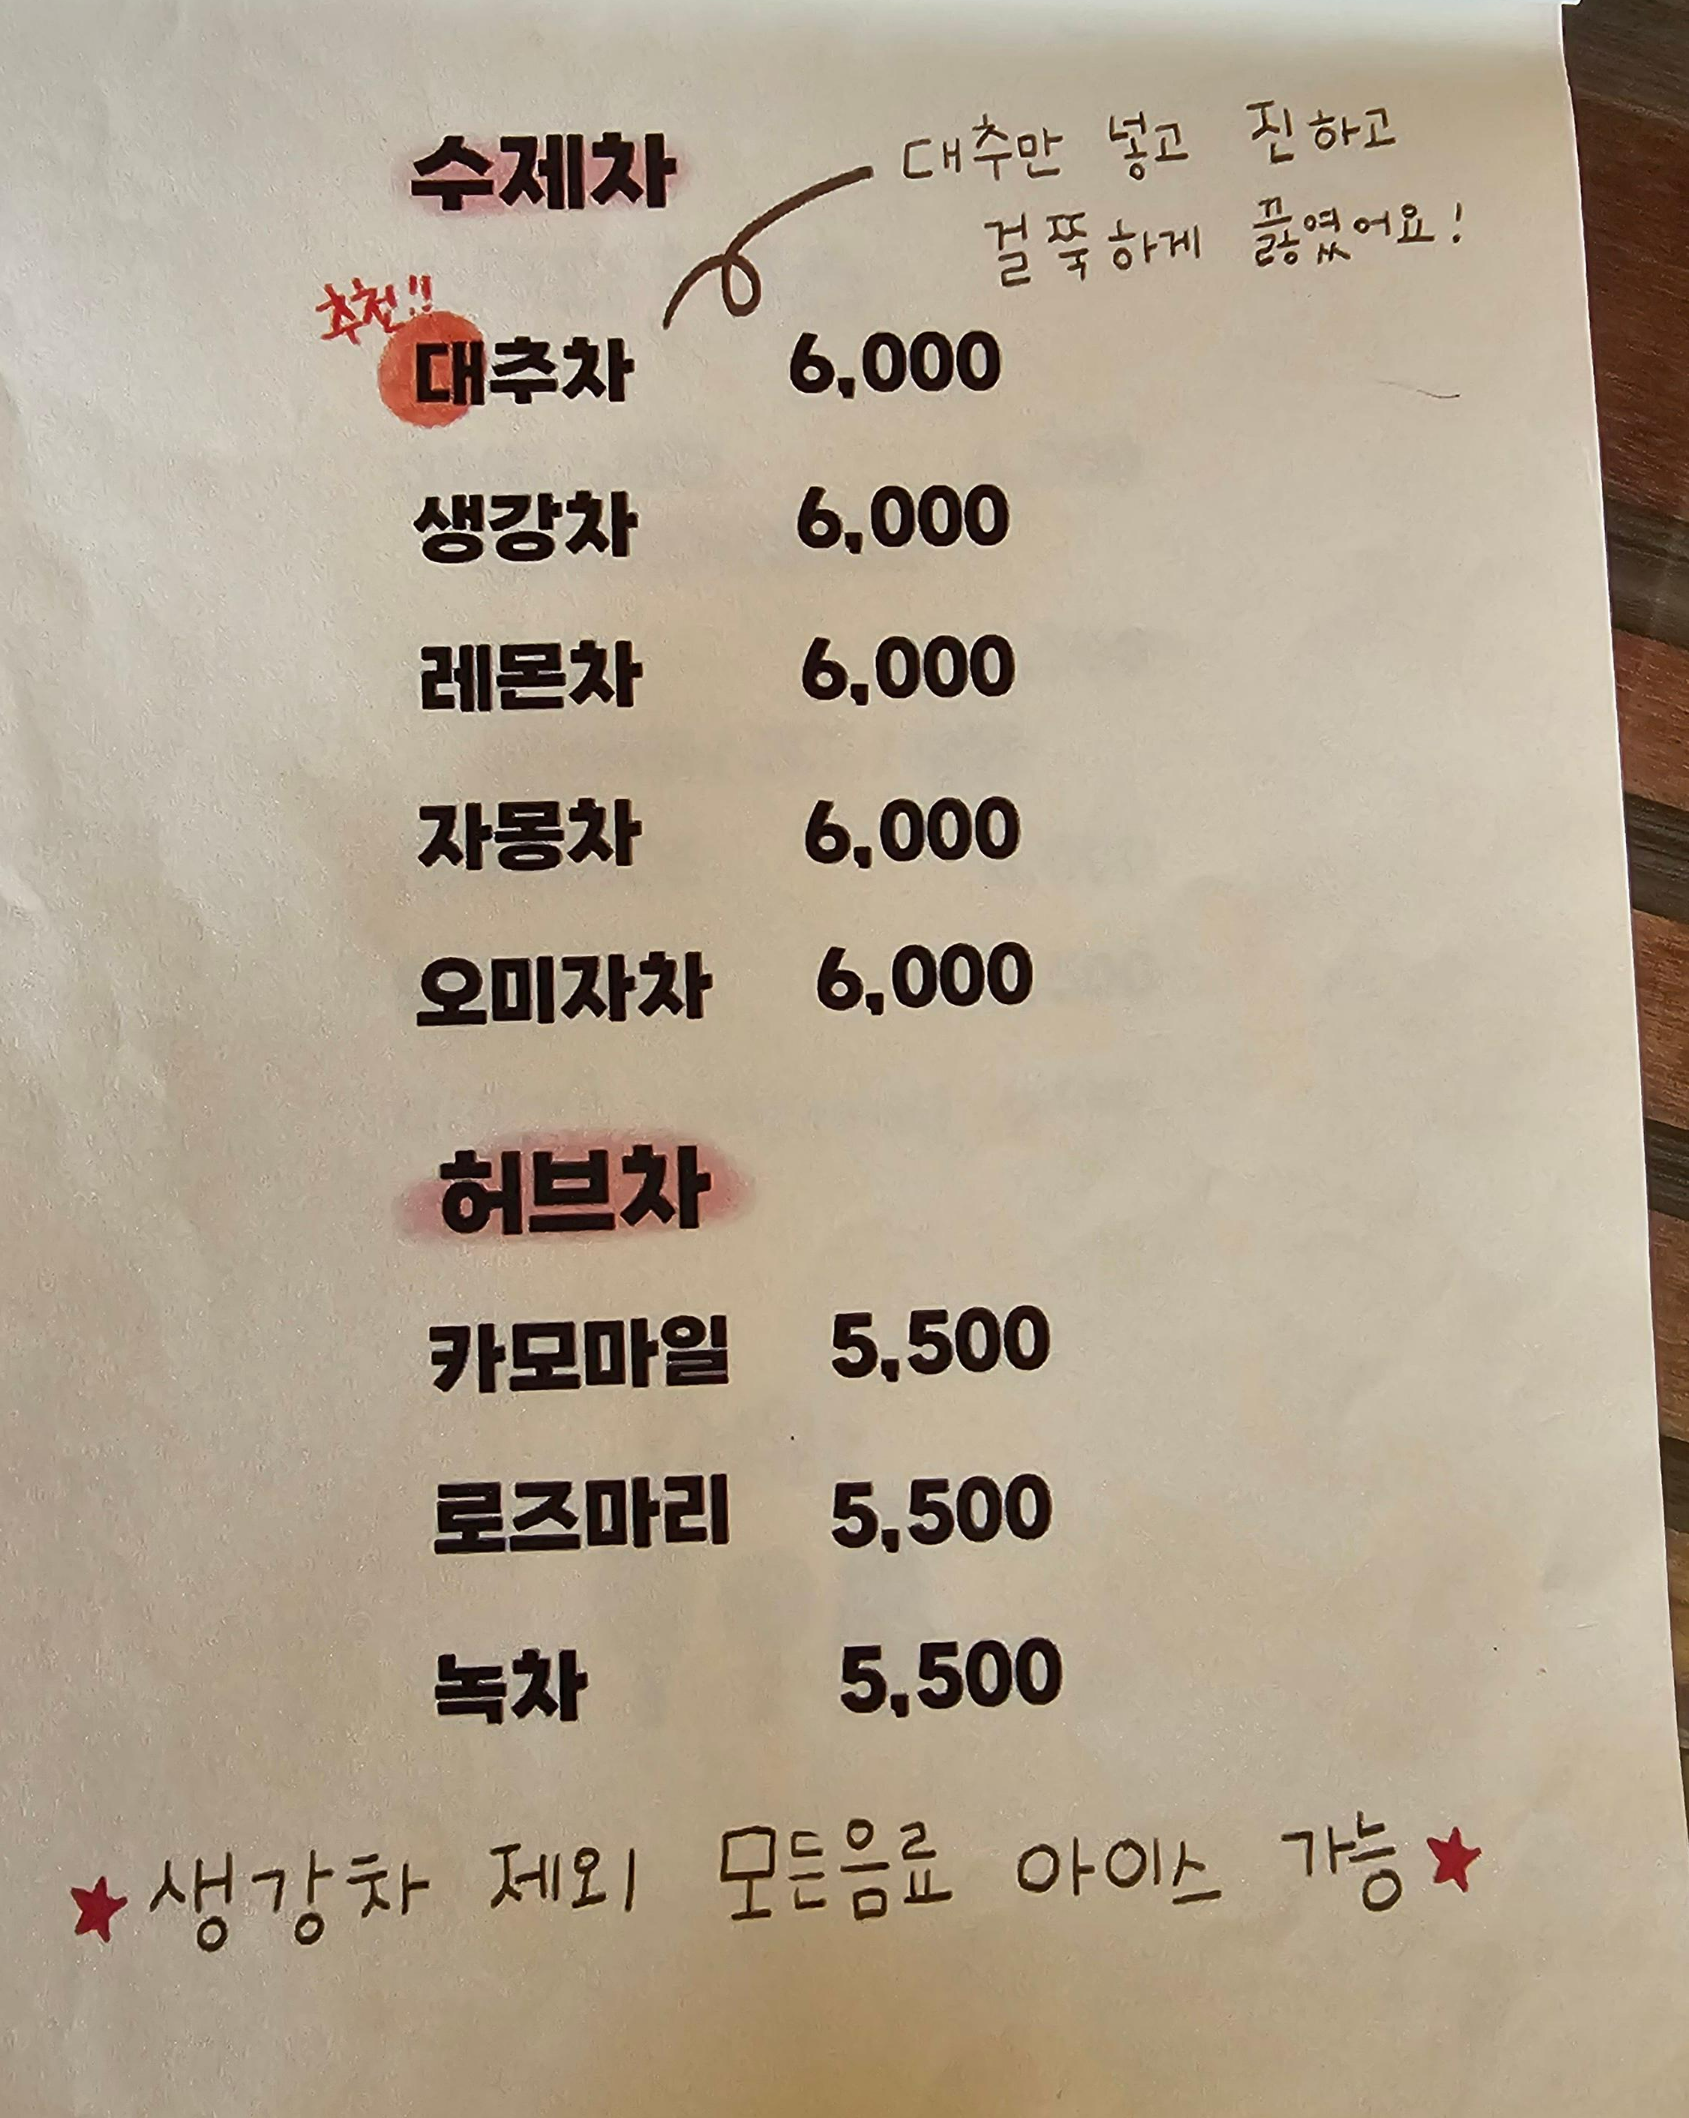 수제차
대추만 넣고 진하고
걸쭉하게 끓였어요!
추천!!
대추차 6,000
생강차 6,000
레몬차 6,000
자몽차 6,000
오미자차 6,000
허브차
카모마일 5,500
로즈마리 5,500
녹차 5,500
★생강차 제외 모든음료 아이스 가능★